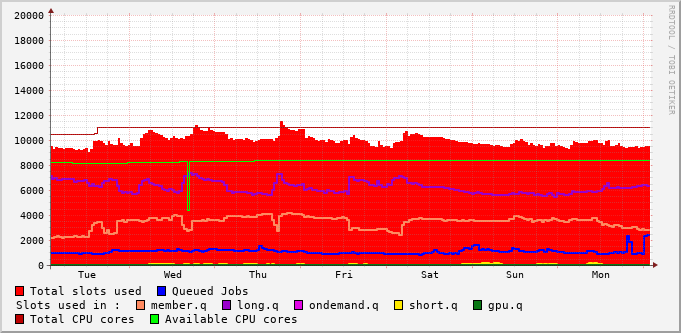 RRDTOOL / TOBI OETIKER
20000
18000
16000
14000
12000
10000
8000
6000
4000
2000
0
Tue Wed Thu Fri Sat Sun Mon
Total slots used Queued Jobs
Slots used in : member.q long.q ondemand.q short.q gpu.q
Total CPU cores Available CPU cores